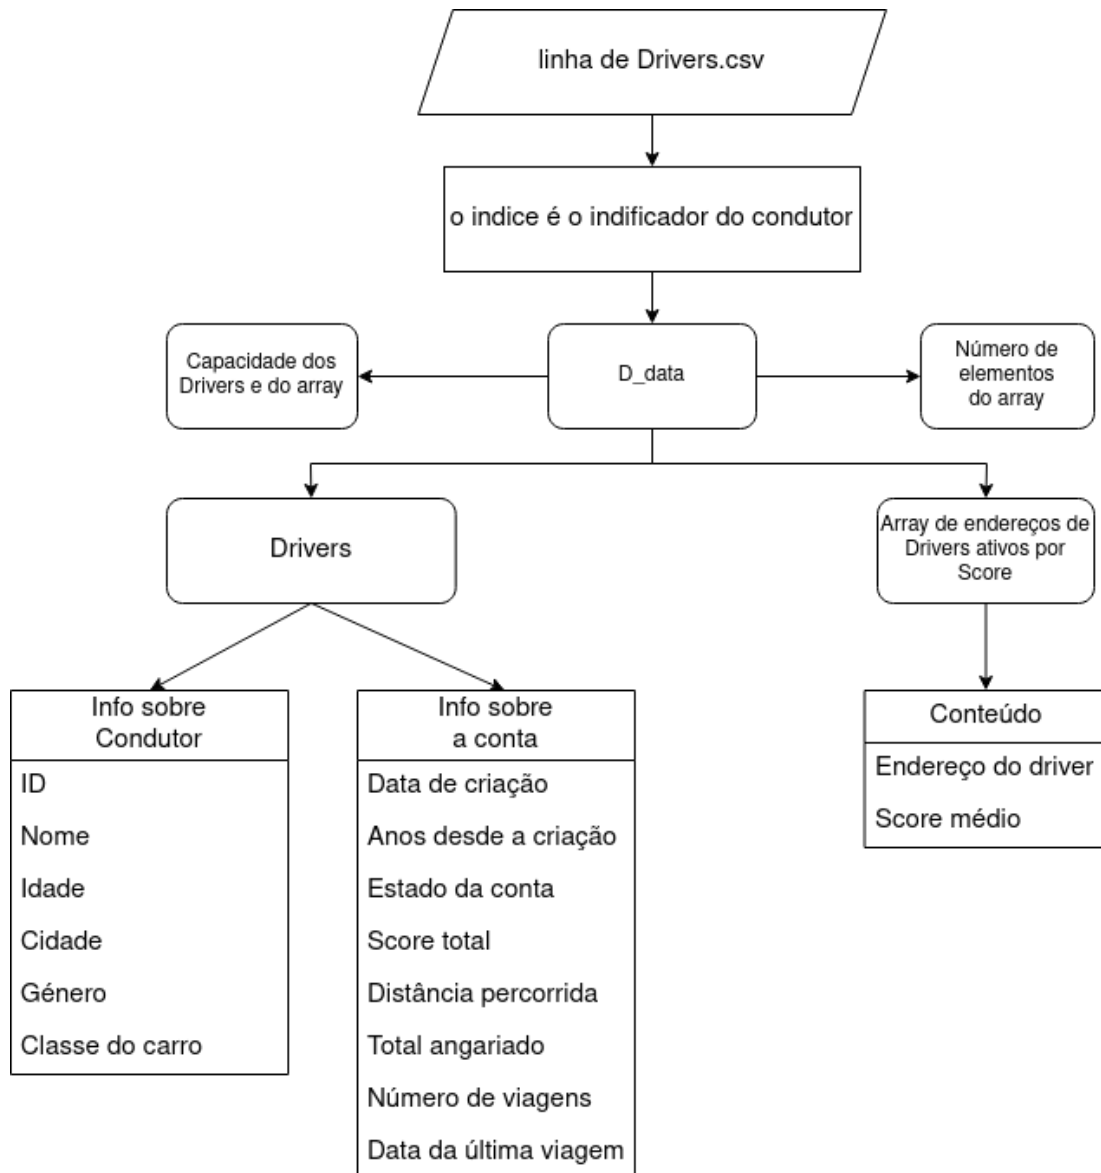 linha de Drivers.csv
o indice é o indificador do condutor
Capacidade dos
Drivers e do array
D_data
Número de
elementos
do array
Drivers
Array de endereços de
Drivers ativos por
Score
Info sobre
Condutor
ID
Nome
Idade
Cidade
Género
Classe do carro
Info sobre
a conta
Data de criação
Anos desde a criação
Estado da conta
Score total
Distância percorrida
Total angariado
Número de viagens
Data da última viagem
Conteúdo
Endereço do driver
Score médio